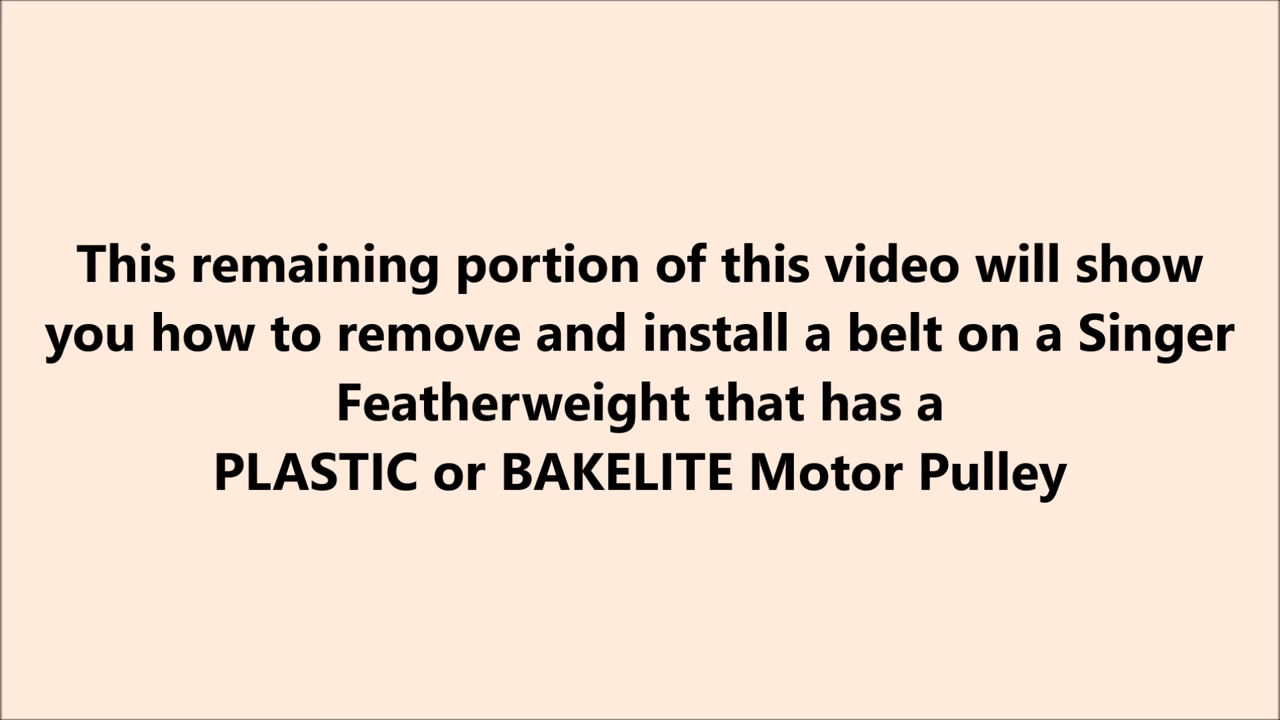 This remaining portion of this video will show
you how to remove and install a belt on a Singer
Featherweight that has a
PLASTIC or BAKELITE Motor Pulley